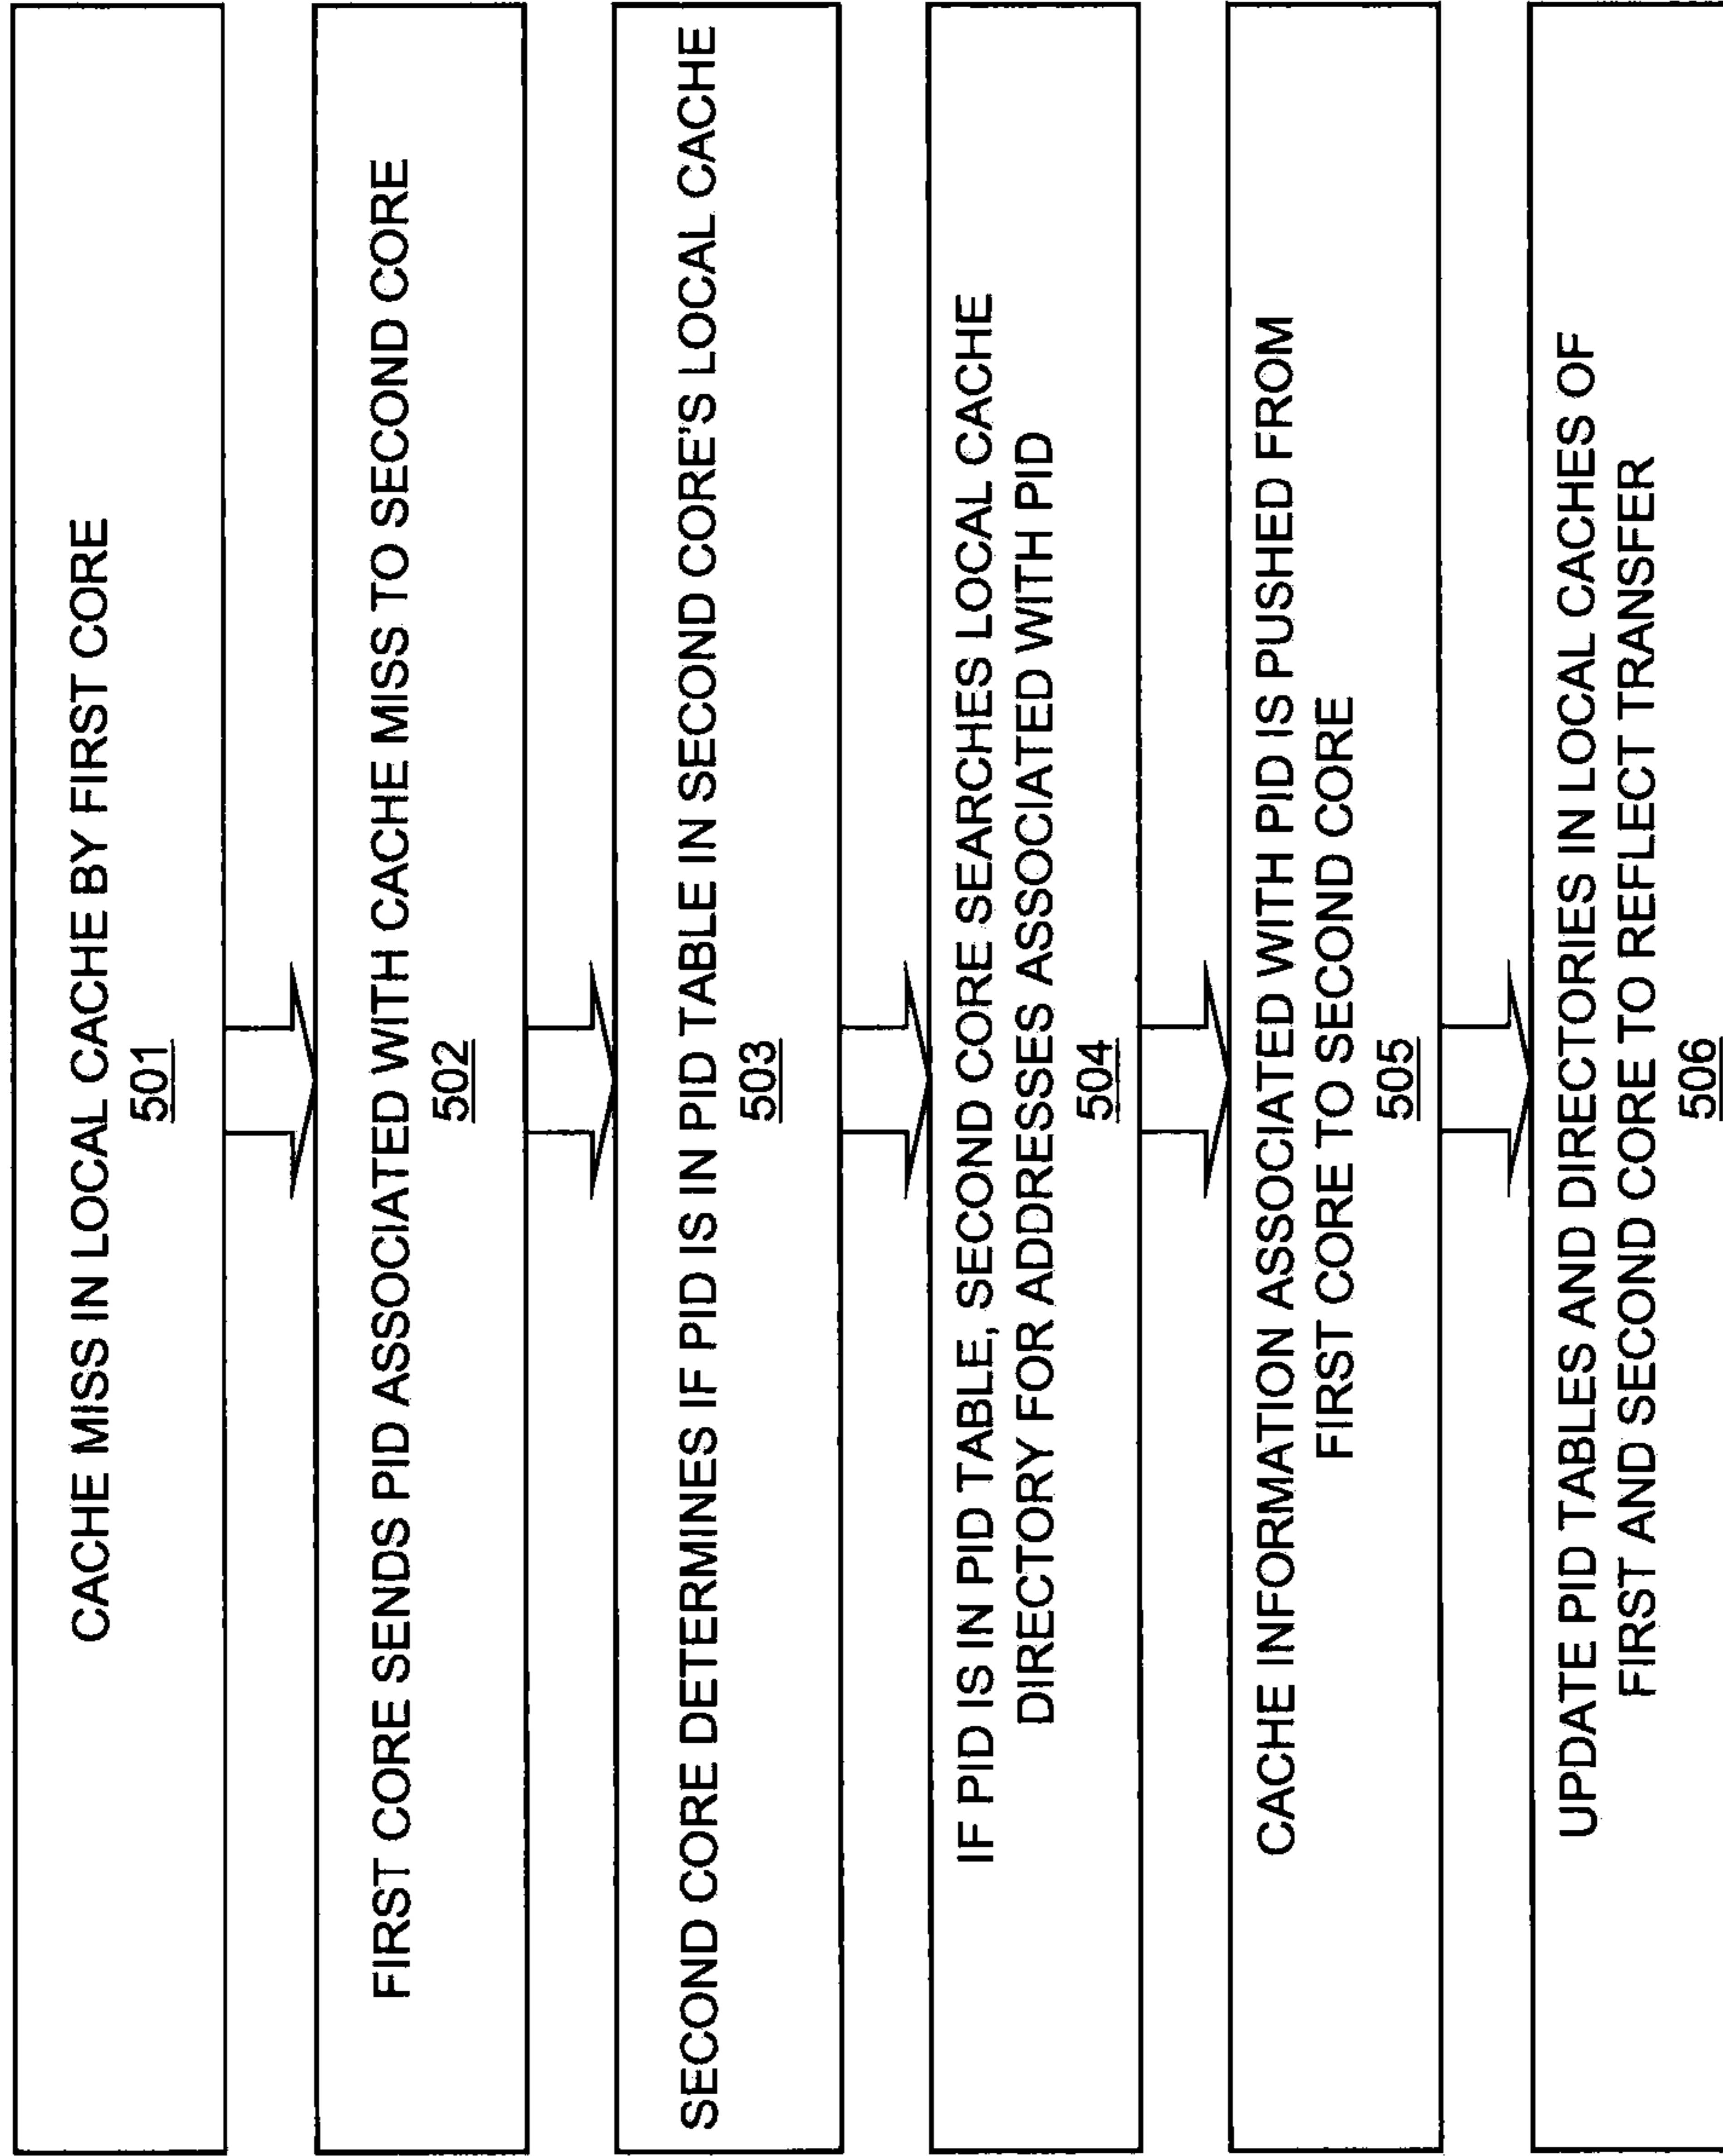 CACHE MISS IN LOCAL CACHE BY FIRST CORE
501
FIRST CORE SENDS PID ASSOCIATED WITH CACHE MISS TO SECOND CORE
502
SECOND CORE DETERMINES IF PID IS IN PID TABLE IN SECOND CORE'S LOCAL CACHE
503
IF PID IS IN PID TABLE, SECOND CORE SEARCHES LOCAL CACHE
DIRECTORY FOR ADDRESSES ASSOCIATED WITH PID
504
CACHE INFORMATION ASSOCIATED WITH PID IS PUSHED FROM
FIRST CORE TO SECOND CORE
505
UPDATE PID TABLES AND DIRECTORIES IN LOCAL CACHES OF
FIRST AND SECOND CORE TO REFLECT TRANSFER
506